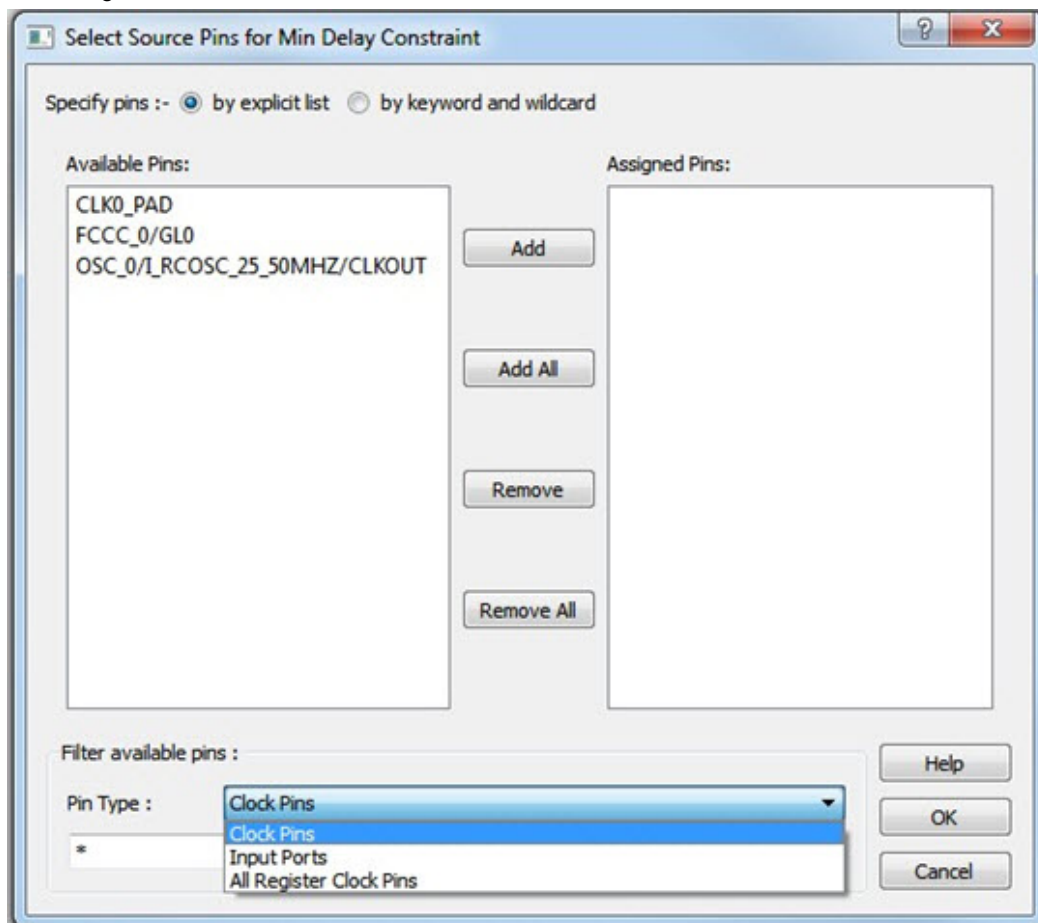 Select Source Pins for Min Delay Constraint
Specify pins :- by explicit list by keyword and wildcard
Available Pins:
Assigned Pins:
CLK0_PAD
FCCC_0/GL0
OSC_0/I_RCOSC_25_50MHZ/CLKOUT
Add
Add All
Remove
Remove All
Filter available pins :
Pin Type : Clock Pins
Clock Pins
*
Input Ports
All Register Clock Pins
Help
OK
Cancel